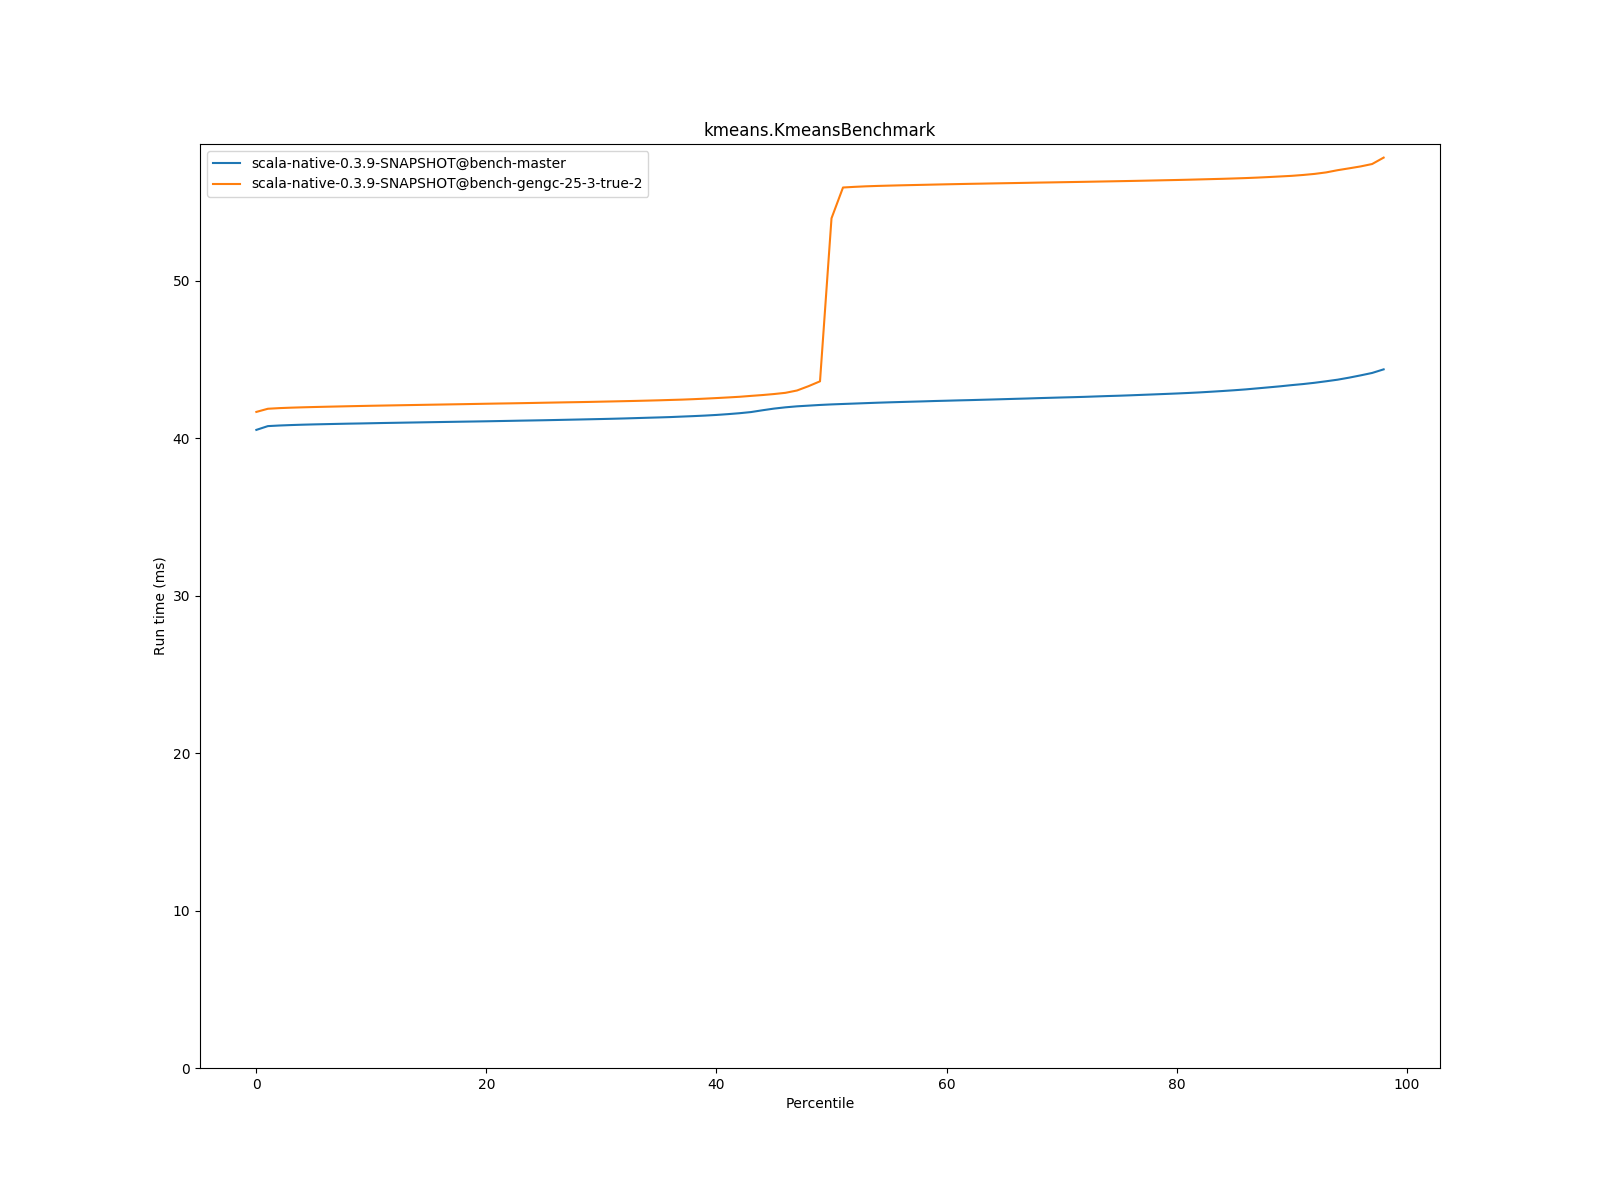 kmeans.KmeansBenchmark
scala-native-0.3.9-SNAPSHOT@bench-master
scala-native-0.3.9-SNAPSHOT@bench-gengc-25-3-true-2
50
40
30
20
10
0
Run time (ms)
0 20 40 60 80 100
Percentile